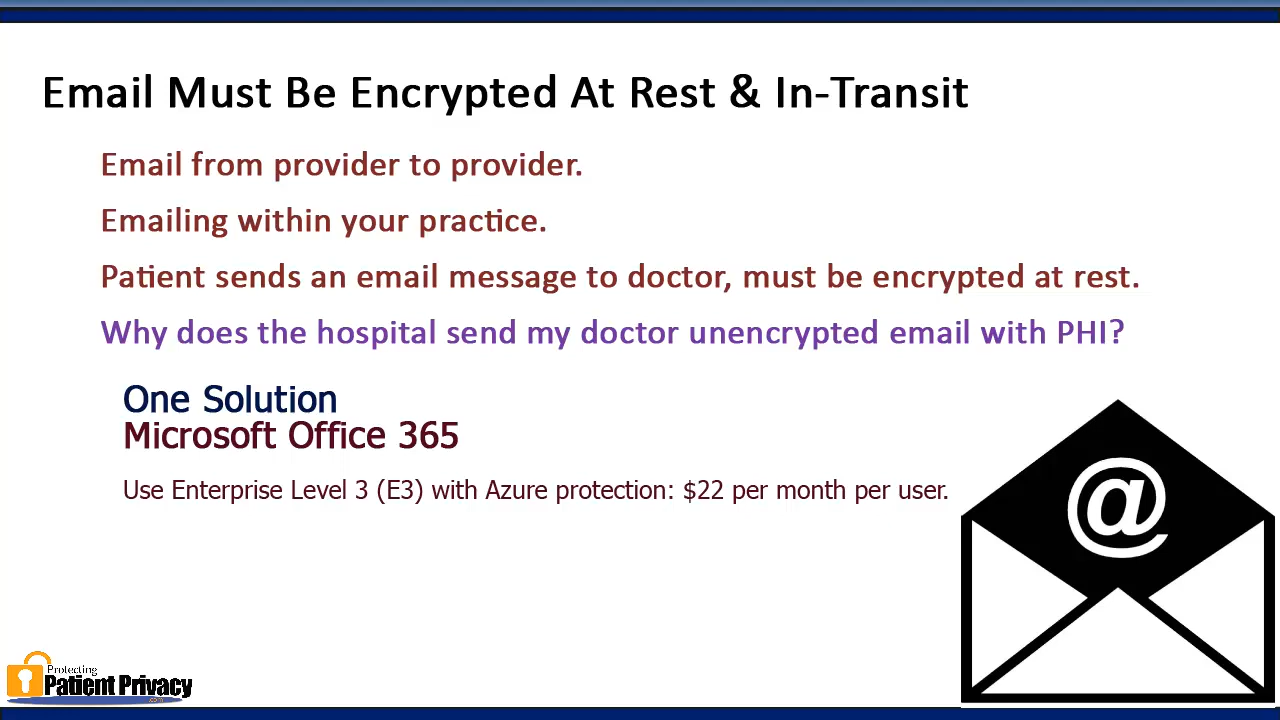 Email Must Be Encrypted At Rest & In-Transit
Email from provider to provider.
Emailing within your practice.
Patient sends an email message to doctor, must be encrypted at rest.
Why does the hospital send my doctor unencrypted email with PHI?
One Solution
Microsoft Office 365
Use Enterprise Level 3 (E3) with Azure protection: $22 per month per user.
@
Protecting
Patient Privacy
.com